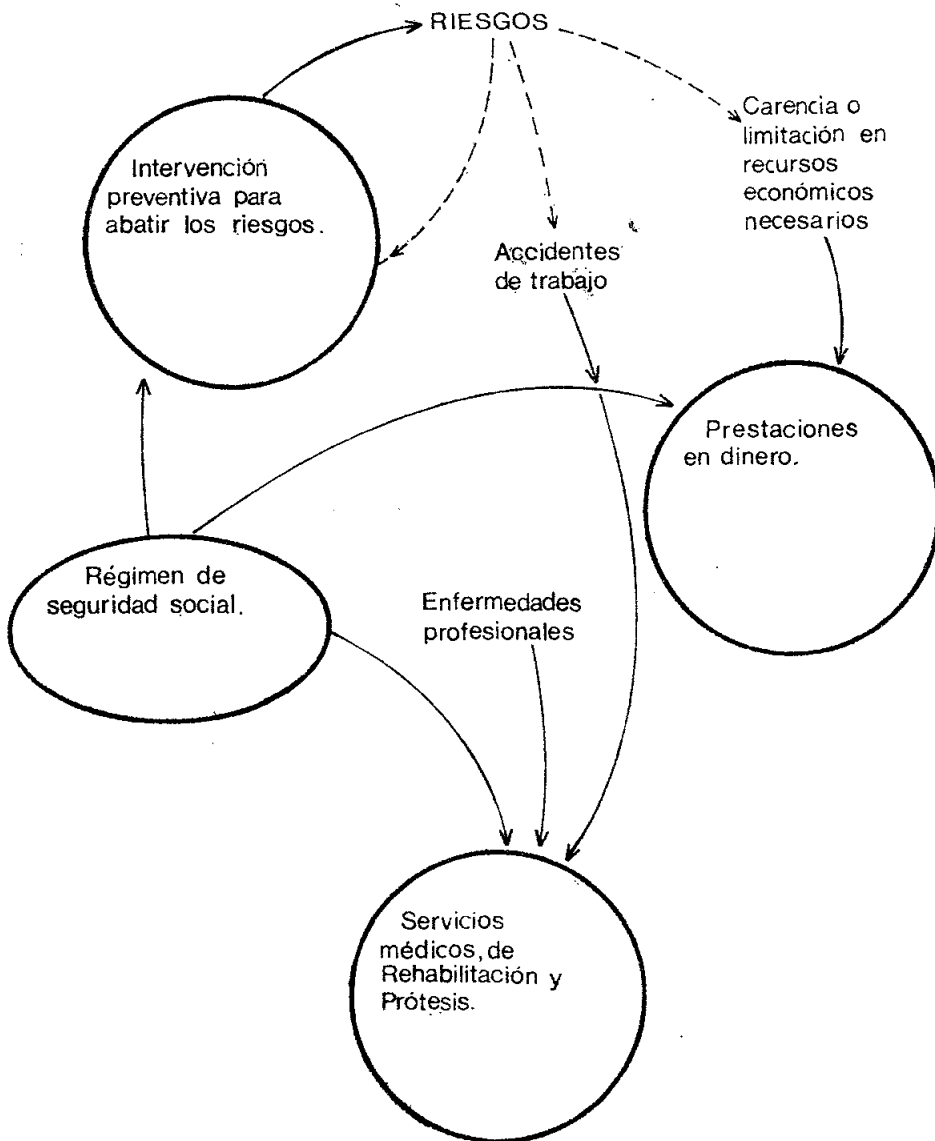 RIESGOS
Carencia o
limitación en
recursos
económicos
necesarios
Intervención
preventiva para
abatir los riesgos.
Accidentes
de trabajo
Prestaciones
en dinero.
Régimen de
seguridad social.
Enfermedades
profesionales
Servicios
médicos, de
Rehabilitación y
Prótesis.